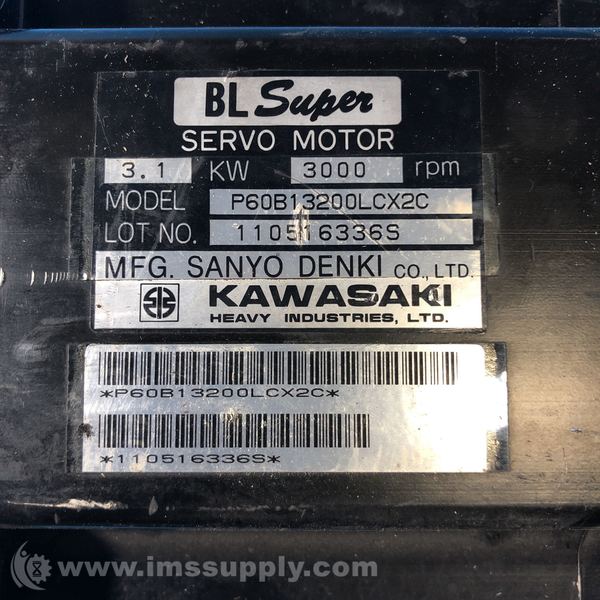 BL Super
SERVO MOTOR
3.1 KW 3000 rpm
MODEL P60B13200LCX2C
LOT NO. 110516336S
MFG. SANYO DENKI CO., LTD.
KAWASAKI
HEAVY INDUSTRIES, LTD.
*P60B13200LCX2C*
*110516336S*
www.imssupply.com